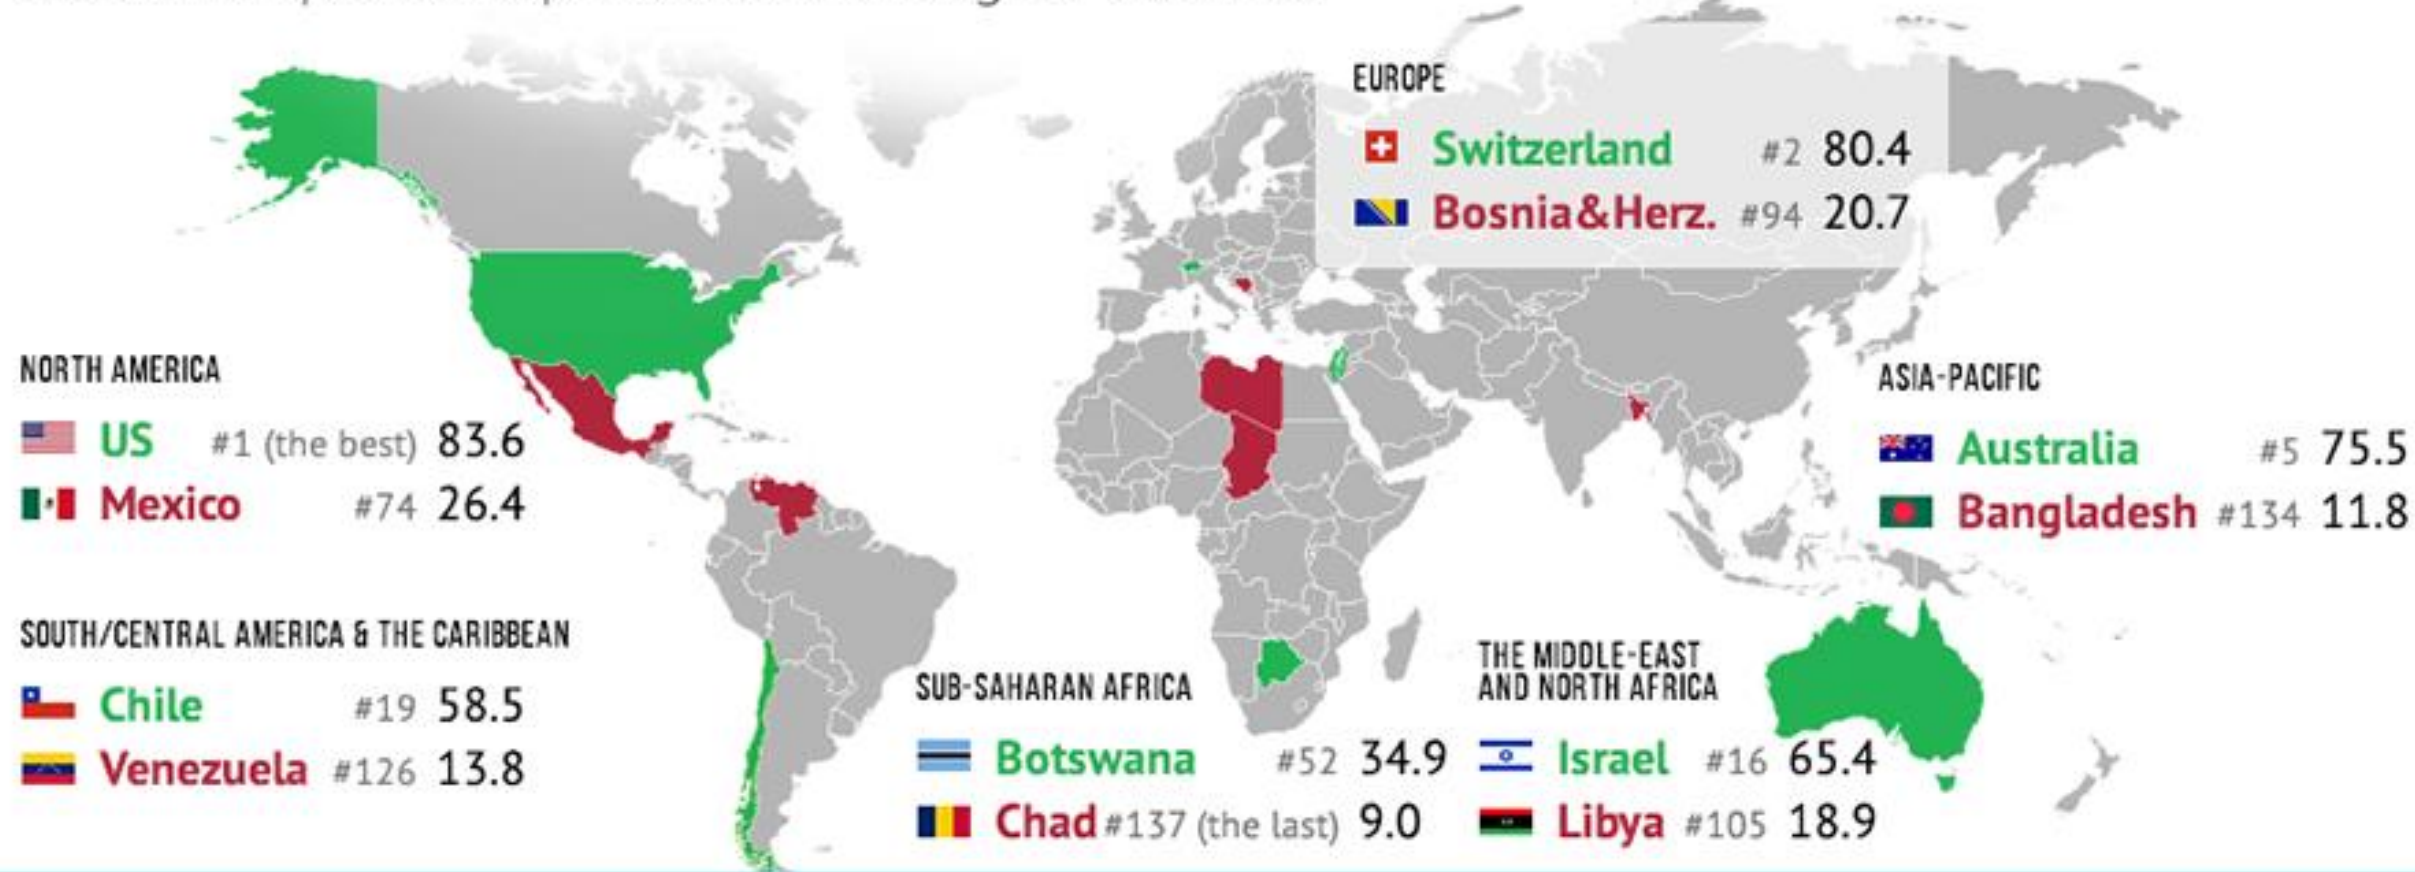 EUROPE
Switzerland #2 80.4
Bosnia&Herz. #94 20.7
NORTH AMERICA
US #1 (the best) 83.6
Mexico #74 26.4
ASIA-PACIFIC
Australia #5 75.5
Bangladesh #134 11.8
SOUTH/CENTRAL AMERICA & THE CARIBBEAN
Chile #19 58.5
Venezuela #126 13.8
SUB-SAHARAN AFRICA
Botswana #52 34.9
Chad #137 (the last) 9.0
THE MIDDLE-EAST
AND NORTH AFRICA
Israel #16 65.4
Libya #105 18.9